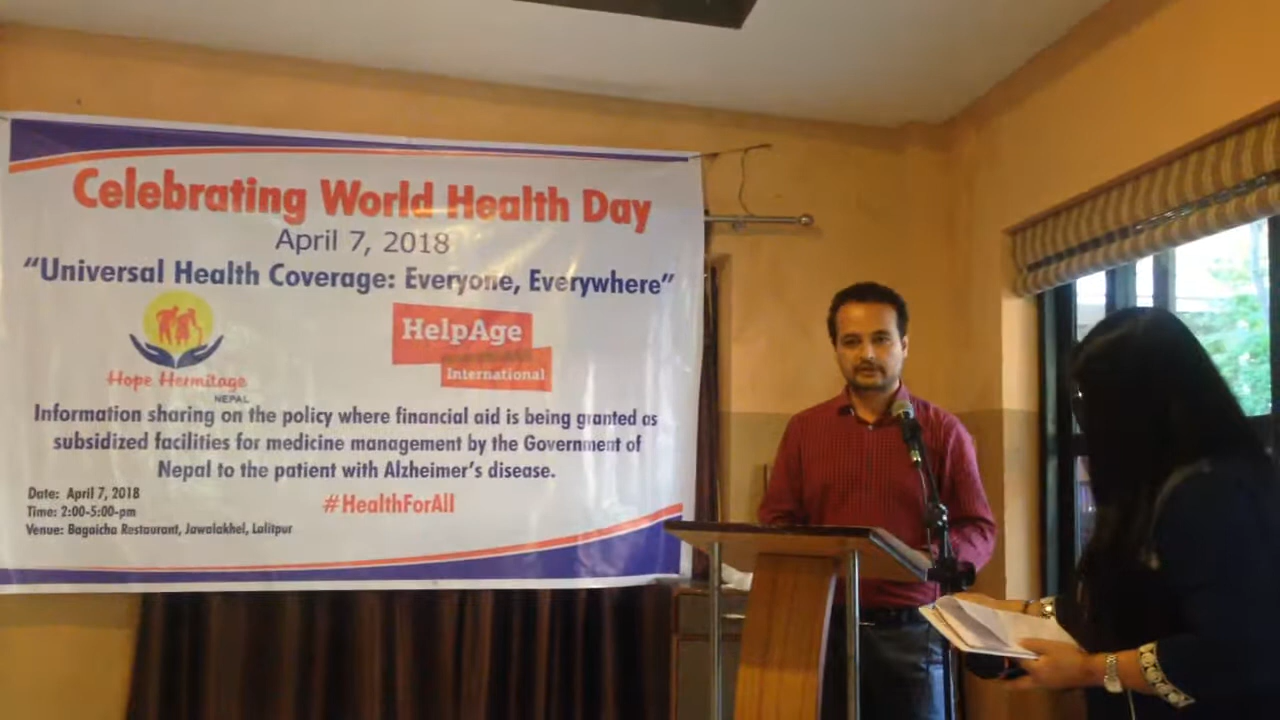 Celebrating World Health Day
April 7, 2018
“Universal Health Coverage: Everyone, Everywhere”
Hope Hermitage
NEPAL
HelpAge
International
Information sharing on the policy where financial aid is being granted as
subsidized facilities for medicine management by the Government of
Nepal to the patient with Alzheimer’s disease.
Date: April 7, 2018
Time: 2:00-5:00-pm
Venue: Bagaicha Restaurant, Jawalakhel, Lalitpur
#HealthForAll